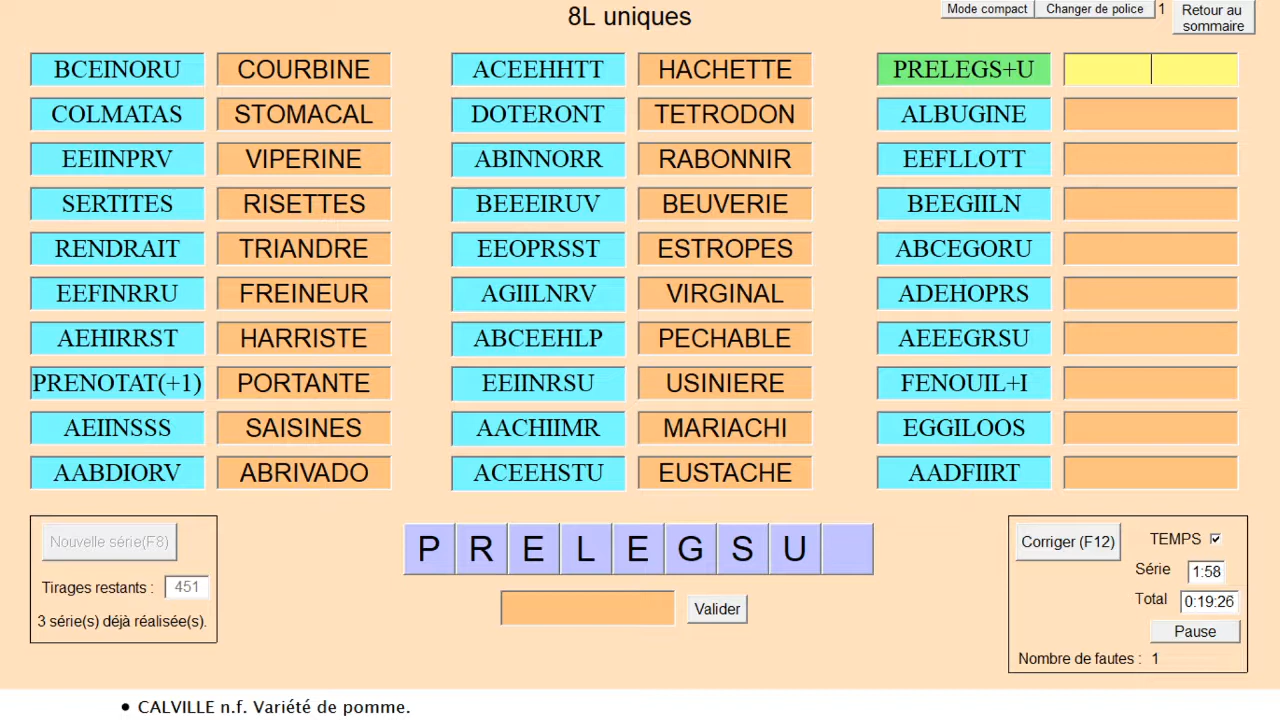 8L uniques
Mode compact Changer de police 1 Retour au sommaire
BCEINORU COURBINE ACEEHHTT HACHETTE PRELEGS+U
COLMATAS STOMACAL DOTERONT TETRODON ALBUGINE
EEIINPRV VIPERINE ABINNORR RABONNIR EEFLLOTT
SERTITES RISETTES BEEEIRUV BEUVERIE BEEGIILN
RENDRAIT TRIANDRE EEOPRSST ESTROPES ABCEGORU
EEFINRRU FREINEUR AGIILNRV VIRGINAL ADEHOPRS
AEHIRRST HARRISTE ABCEEHLP PECHABLE AEEEGRSU
PRENOTAT(+1) PORTANTE EEIINRSU USINIERE FENOUIL+I
AEIINSSS SAISINES AACHIIMR MARIACHI EGGILOOS
AABDIORV ABRIVADO ACEEHSTU EUSTACHE AADFIIRT
Nouvelle série(F8)
Tirages restants : 451
3 série(s) déjà réalisée(s).
P R E L E G S U
Valider
Corriger (F12) TEMPS
Série 1:58
Total 0:19:26
Pause
Nombre de fautes : 1
• CALVILLE n.f. Variété de pomme.